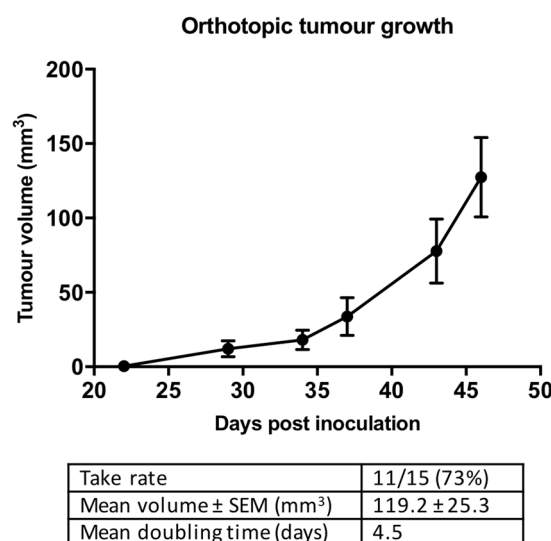 Orthotopic tumour growth
200
150
100
50
0
Tumour volume (mm³)
20 25 30 35 40 45 50
Days post inoculation
Take rate 11/15 (73%)
Mean volume ± SEM (mm³) 119.2 ±25.3
Mean doubling time (days) 4.5